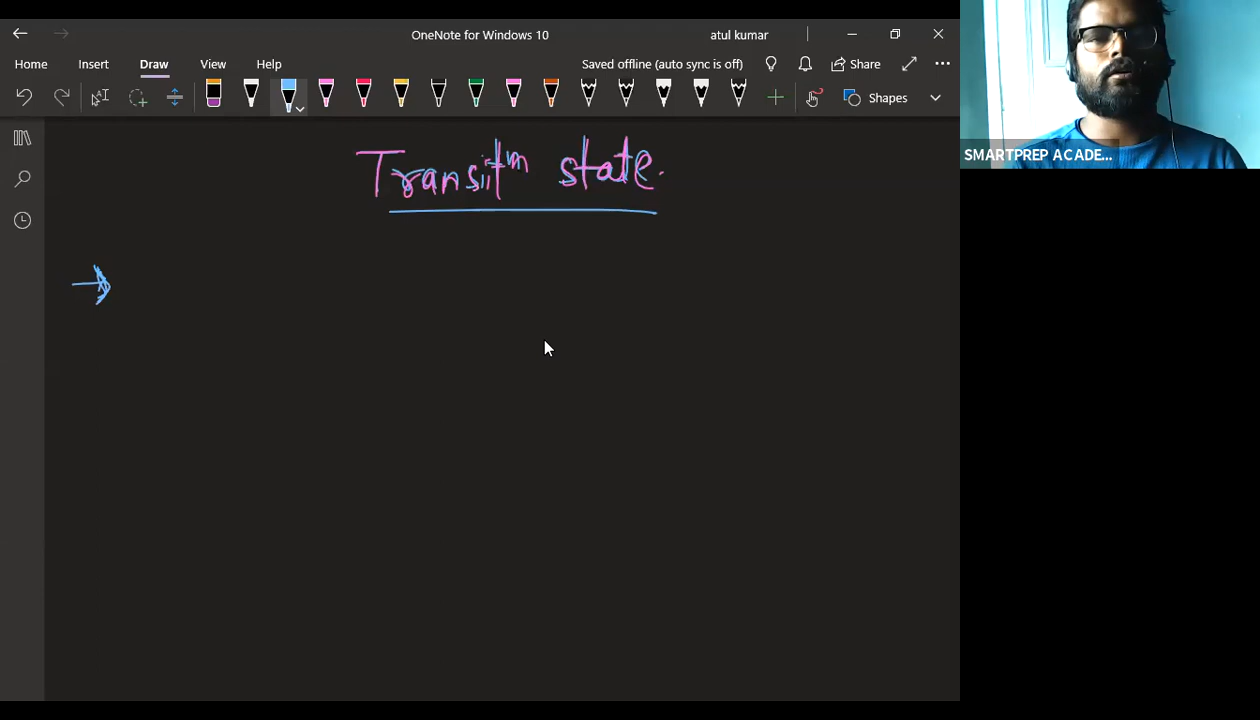 OneNote for Windows 10
atul kumar
Home Insert Draw View Help
Saved offline (auto sync is off)
Share
Shapes
Transitⁿ state.
→
SMARTPREP ACADE...